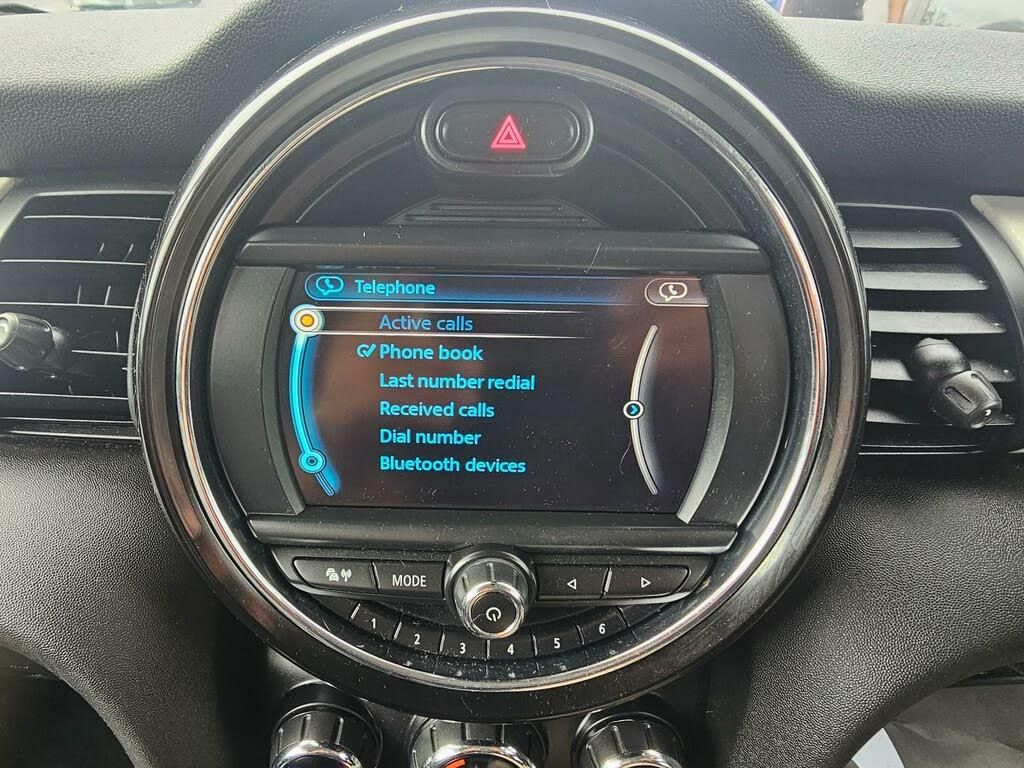 Telephone
Active calls
Phone book
Last number redial
Received calls
Dial number
Bluetooth devices
MODE
1 2 3 4 5 6